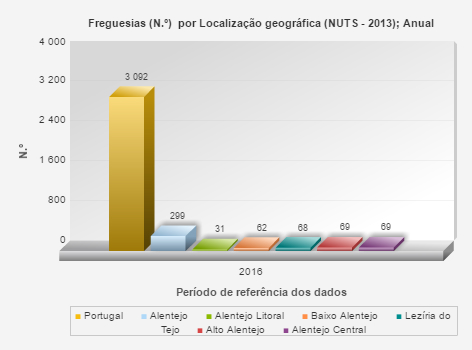 Freguesias (N.º) por Localização geográfica (NUTS - 2013); Anual
4 000
3 200
2 400
1 600
800
0
N.º
3 092
299
31
62
68
69
69
2016
Período de referência dos dados
Portugal Alentejo Alentejo Litoral Baixo Alentejo Lezíria do
Tejo Alto Alentejo Alentejo Central